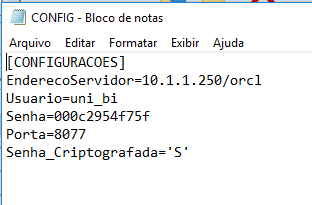 CONFIG - Bloco de notas
Arquivo Editar Formatar Exibir Ajuda
[CONFIGURACOES]
EnderecoServidor=10.1.1.250/orcl
Usuario=uni_bi
Senha=000c2954f75f
Porta=8077
Senha_Criptografada='S'